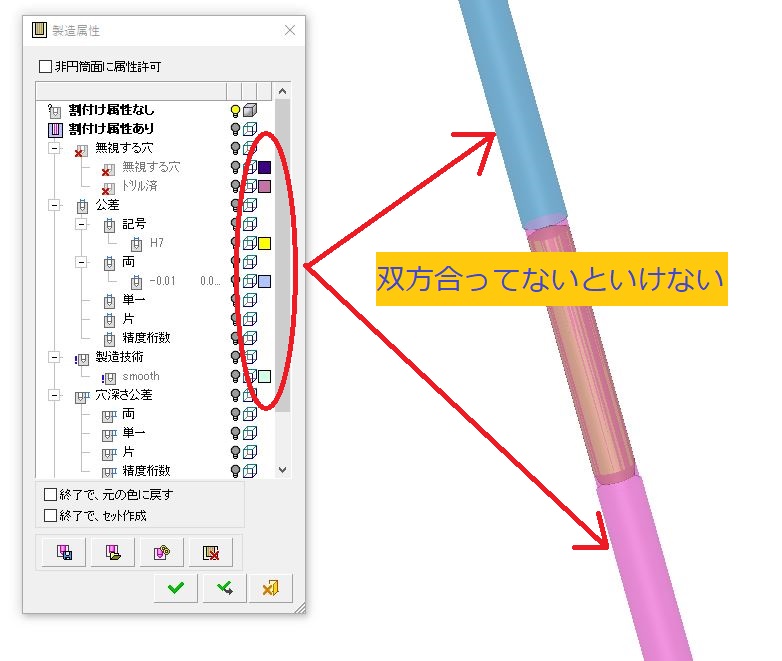 製造属性
非円筒面に属性許可
割付け属性なし
割付け属性あり
無視する穴
無視する穴
ドリル済
公差
記号
H7
両
-0.01 0.0...
単一
片
精度桁数
製造技術
smooth
穴深さ公差
両
単一
片
精度桁数
終了で、元の色に戻す
終了で、セット作成
双方合ってないといけない